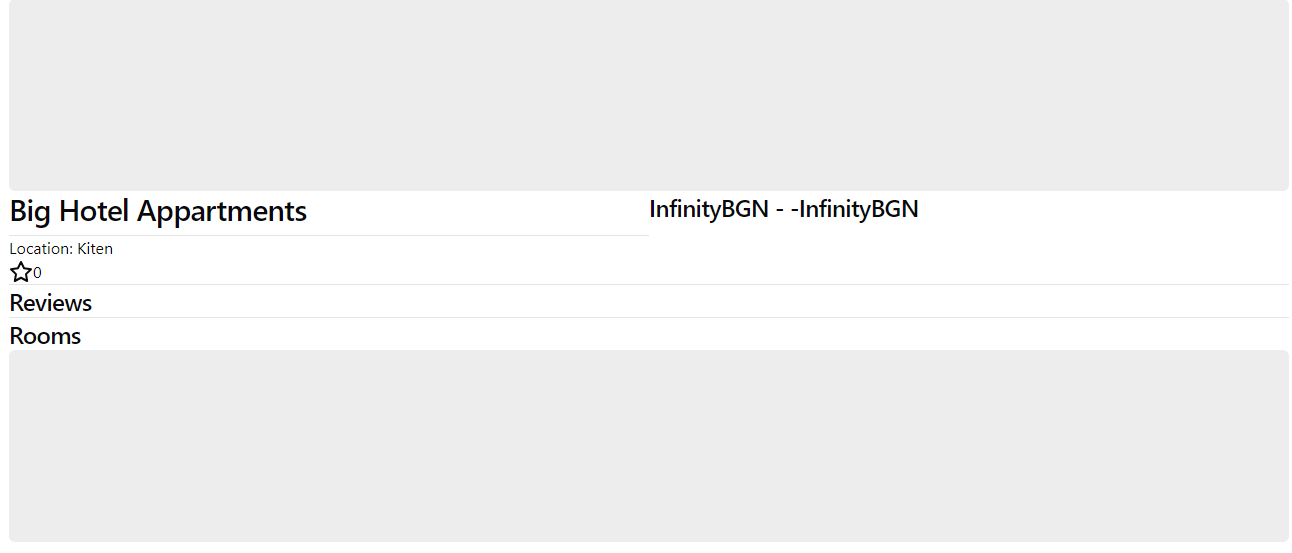 Big Hotel Appartments
InfinityBGN - -InfinityBGN
Location: Kiten
0
Reviews
Rooms